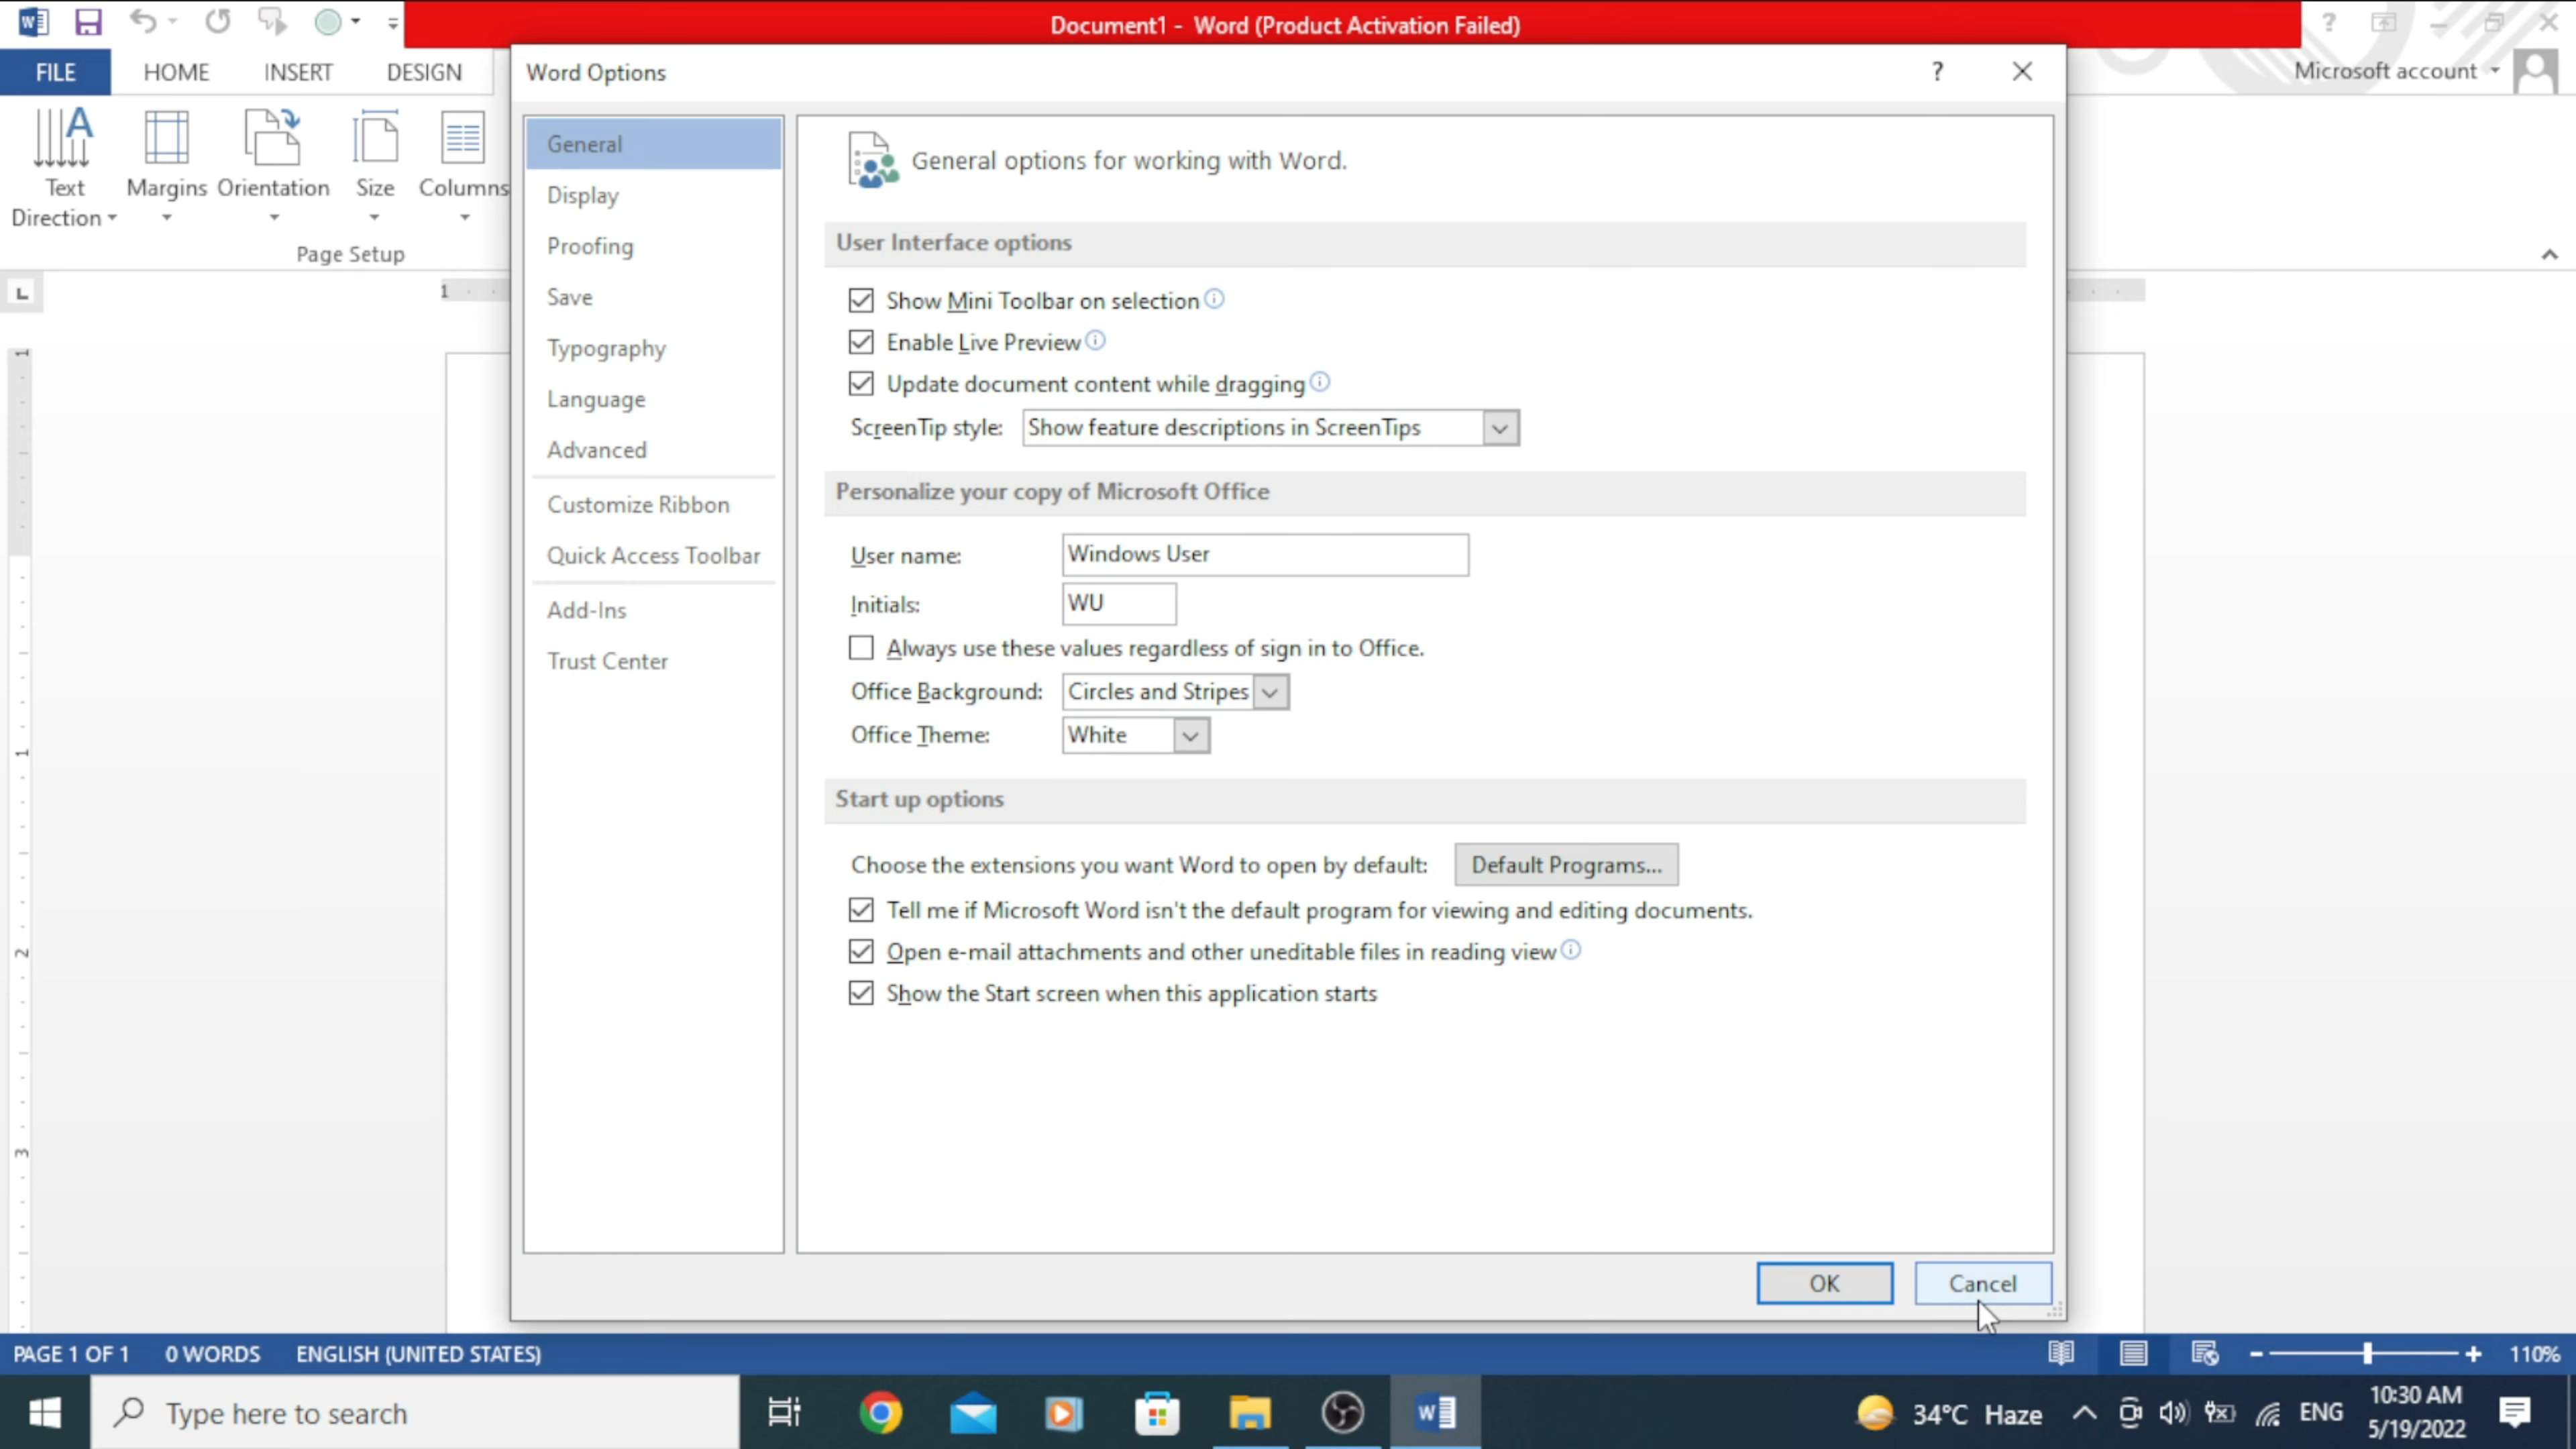 Document1 - Word (Product Activation Failed)
FILE HOME INSERT DESIGN
Microsoft account
Text Direction
Margins
Orientation
Size
Columns
Page Setup
Word Options
General
Display
Proofing
Save
Typography
Language
Advanced
Customize Ribbon
Quick Access Toolbar
Add-Ins
Trust Center
General options for working with Word.
User Interface options
Show Mini Toolbar on selection
Enable Live Preview
Update document content while dragging
ScreenTip style: Show feature descriptions in ScreenTips
Personalize your copy of Microsoft Office
User name: Windows User
Initials: WU
Always use these values regardless of sign in to Office.
Office Background: Circles and Stripes
Office Theme: White
Start up options
Choose the extensions you want Word to open by default: Default Programs...
Tell me if Microsoft Word isn't the default program for viewing and editing documents.
Open e-mail attachments and other uneditable files in reading view
Show the Start screen when this application starts
OK Cancel
1
1
1
2
3
PAGE 1 OF 1 0 WORDS ENGLISH (UNITED STATES) 110%
Type here to search
34°C Haze ENG 10:30 AM
5/19/2022